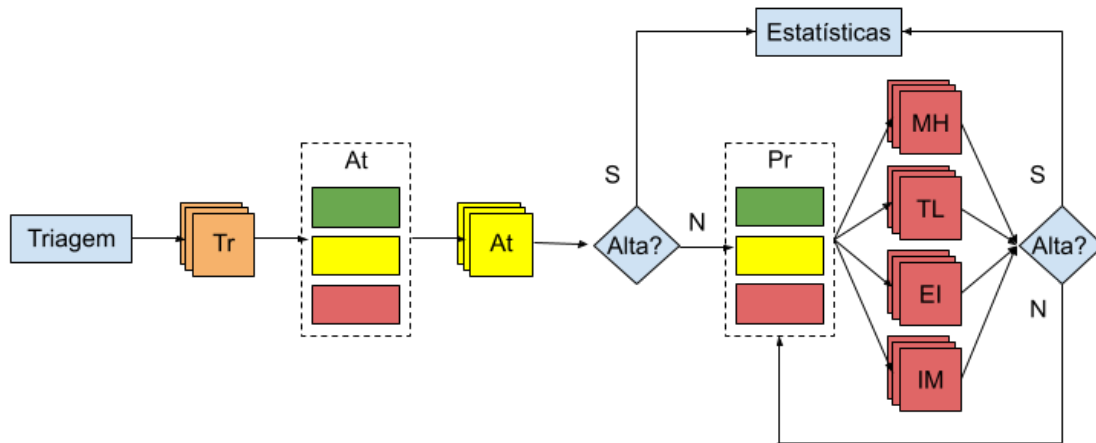 Triagem
Tr
At
At
Alta?
S
N
Estatísticas
Pr
MH
TL
EI
IM
Alta?
S
N